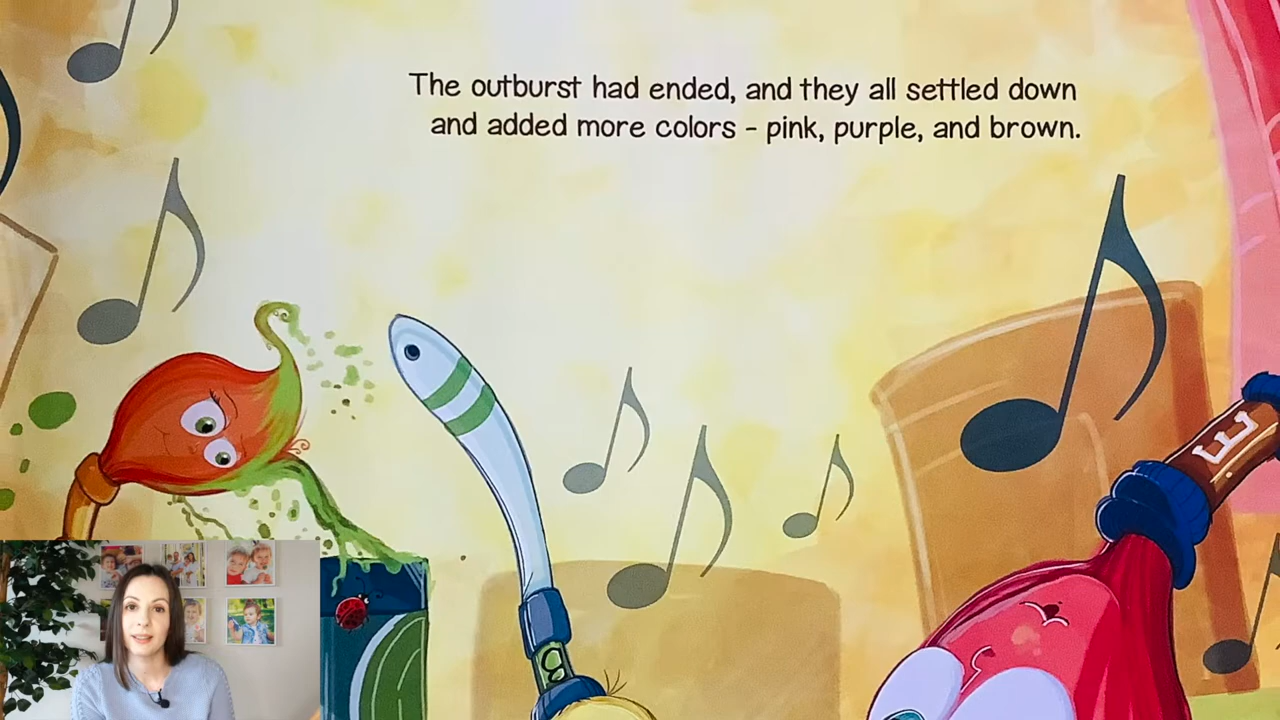 The outburst had ended, and they all settled down
and added more colors - pink, purple, and brown.
E